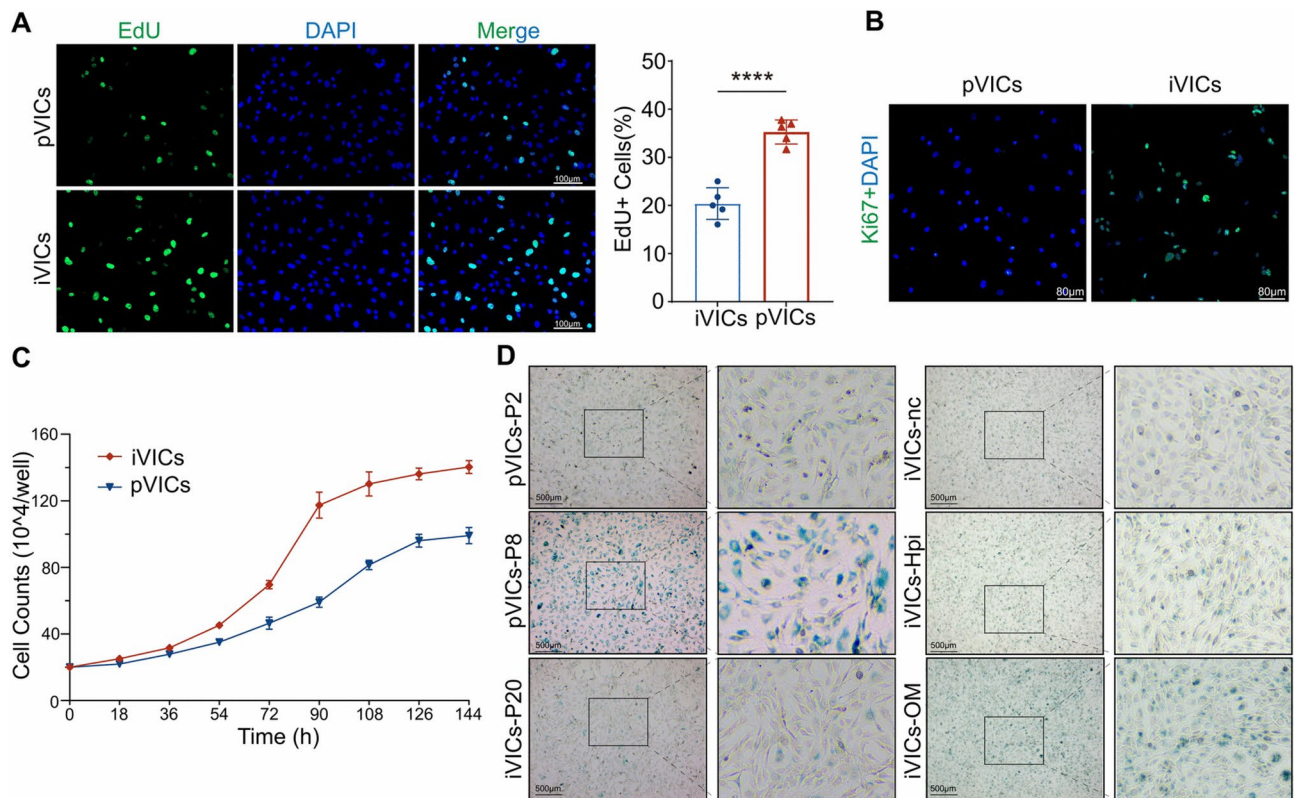 A
EdU
DAPI
Merge
pVICs
100μm
iVICs
100μm
EdU+ Cells(%)
50
40
30
20
10
0
****
iVICs
pVICs
B
pVICs
iVICs
Ki67+DAPI
80μm
80μm
C
Cell Counts (10^4/well)
160
120
80
40
0
iVICs
pVICs
0 18 36 54 72 90 108 126 144
Time (h)
D
pVICs-P2
500μm
iVICs-nc
500μm
pVICs-P8
500μm
iVICs-Hpi
500μm
iVICs-P20
500μm
iVICs-OM
500μm